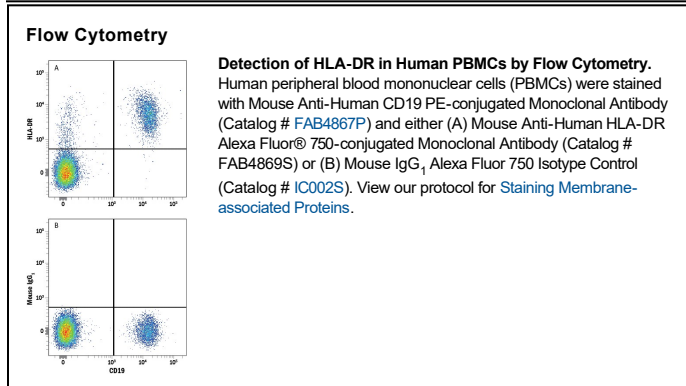 Flow Cytometry
Detection of HLA-DR in Human PBMCs by Flow Cytometry.
Human peripheral blood mononuclear cells (PBMCs) were stained
with Mouse Anti-Human CD19 PE-conjugated Monoclonal Antibody
(Catalog # FAB4867P) and either (A) Mouse Anti-Human HLA-DR
Alexa Fluor® 750-conjugated Monoclonal Antibody (Catalog #
FAB4869S) or (B) Mouse IgG1 Alexa Fluor 750 Isotype Control
(Catalog # IC002S). View our protocol for Staining Membrane-
associated Proteins.
A
HLA-DR
0
B
Mouse IgG1
0
CD19